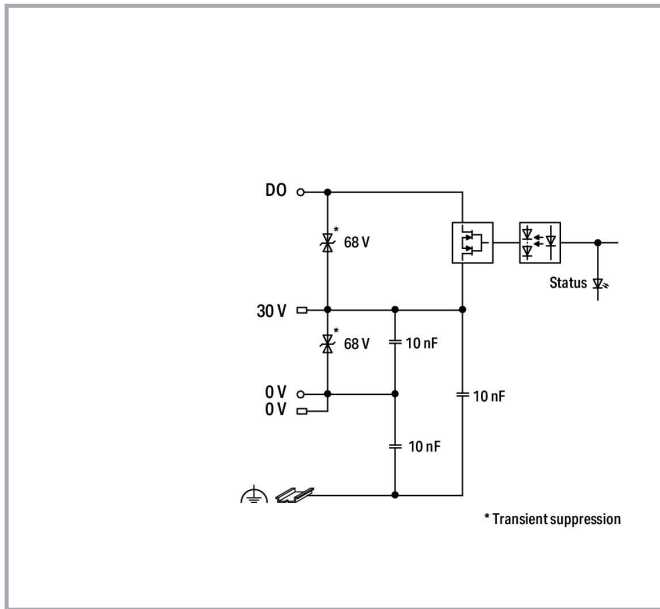 DO
*
68 V
Status
30 V
*
68 V
10 nF
0 V
0 V
10 nF
10 nF
* Transient suppression